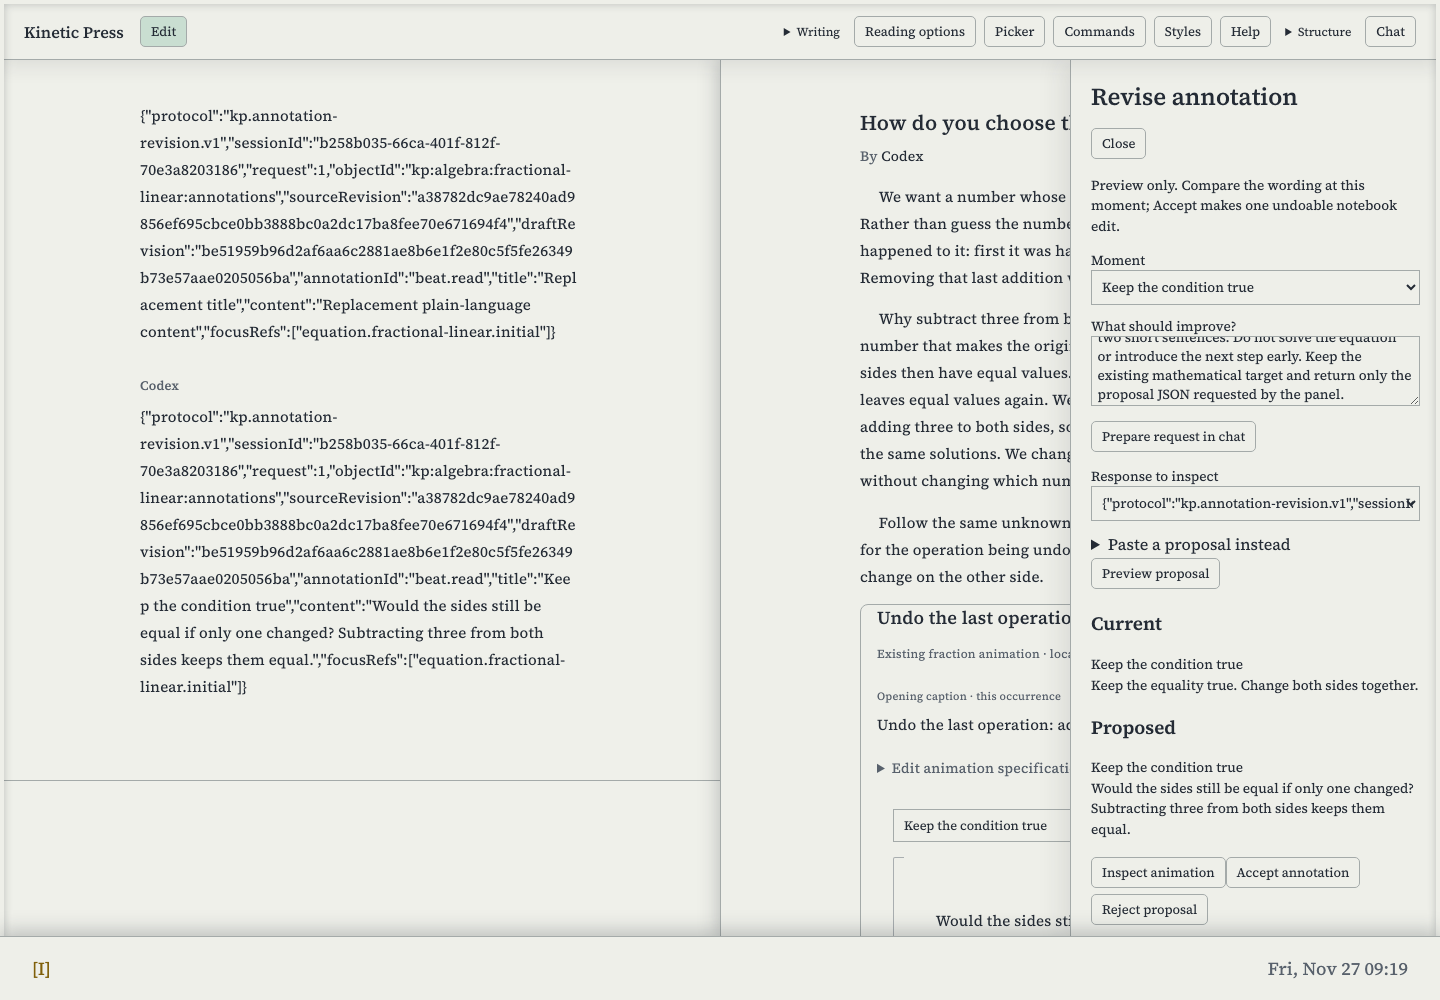 Kinetic Press
Edit
Writing
Reading options
Picker
Commands
Styles
Help
Structure
Chat
{"protocol":"kp.annotation-
revision.v1","sessionId":"b258b035-66ca-401f-812f-
70e3a8203186","request":1,"objectId":"kp:algebra:fractional-
linear:annotations","sourceRevision":"a38782dc9ae78240ad9
856ef695cbce0bb3888bc0a2dc17ba8fee70e671694f4","draftRe
vision":"be51959b96d2af6aa6c2881ae8b6e1f2e80c5f5fe26349
b73e57aae0205056ba","annotationId":"beat.read","title":"Repl
acement title","content":"Replacement plain-language
content","focusRefs":["equation.fractional-linear.initial"]}
Codex
{"protocol":"kp.annotation-
revision.v1","sessionId":"b258b035-66ca-401f-812f-
70e3a8203186","request":1,"objectId":"kp:algebra:fractional-
linear:annotations","sourceRevision":"a38782dc9ae78240ad9
856ef695cbce0bb3888bc0a2dc17ba8fee70e671694f4","draftRe
vision":"be51959b96d2af6aa6c2881ae8b6e1f2e80c5f5fe26349
b73e57aae0205056ba","annotationId":"beat.read","title":"Kee
p the condition true","content":"Would the sides still be
equal if only one changed? Subtracting three from both
sides keeps them equal.","focusRefs":["equation.fractional-
linear.initial"]}
How do you choose
By Codex
We want a number whose
Rather than guess the
happened to it: first it was
Removing that last addition
Why subtract three from
number that makes the
sides then have equal values.
leaves equal values again.
adding three to both sides,
the same solutions. We
without changing which
Follow the same unknown
for the operation being
change on the other side.
Undo the last
Existing fraction animation ·
Opening caption · this occurrence
Undo the last operation:
Edit animation
Keep the condition true
Would the sides
Revise annotation
Close
Preview only. Compare the wording at this
moment; Accept makes one undoable notebook
edit.
Moment
Keep the condition true
What should improve?
two short sentences. Do not solve the equation
or introduce the next step early. Keep the
existing mathematical target and return only the
proposal JSON requested by the panel.
Prepare request in chat
Response to inspect
{"protocol":"kp.annotation-revision.v1",
Paste a proposal instead
Preview proposal
Current
Keep the condition true
Keep the equality true. Change both sides together.
Proposed
Keep the condition true
Would the sides still be equal if only one changed?
Subtracting three from both sides keeps them
equal.
Inspect animation
Accept annotation
Reject proposal
[I]
Fri, Nov 27 09:19